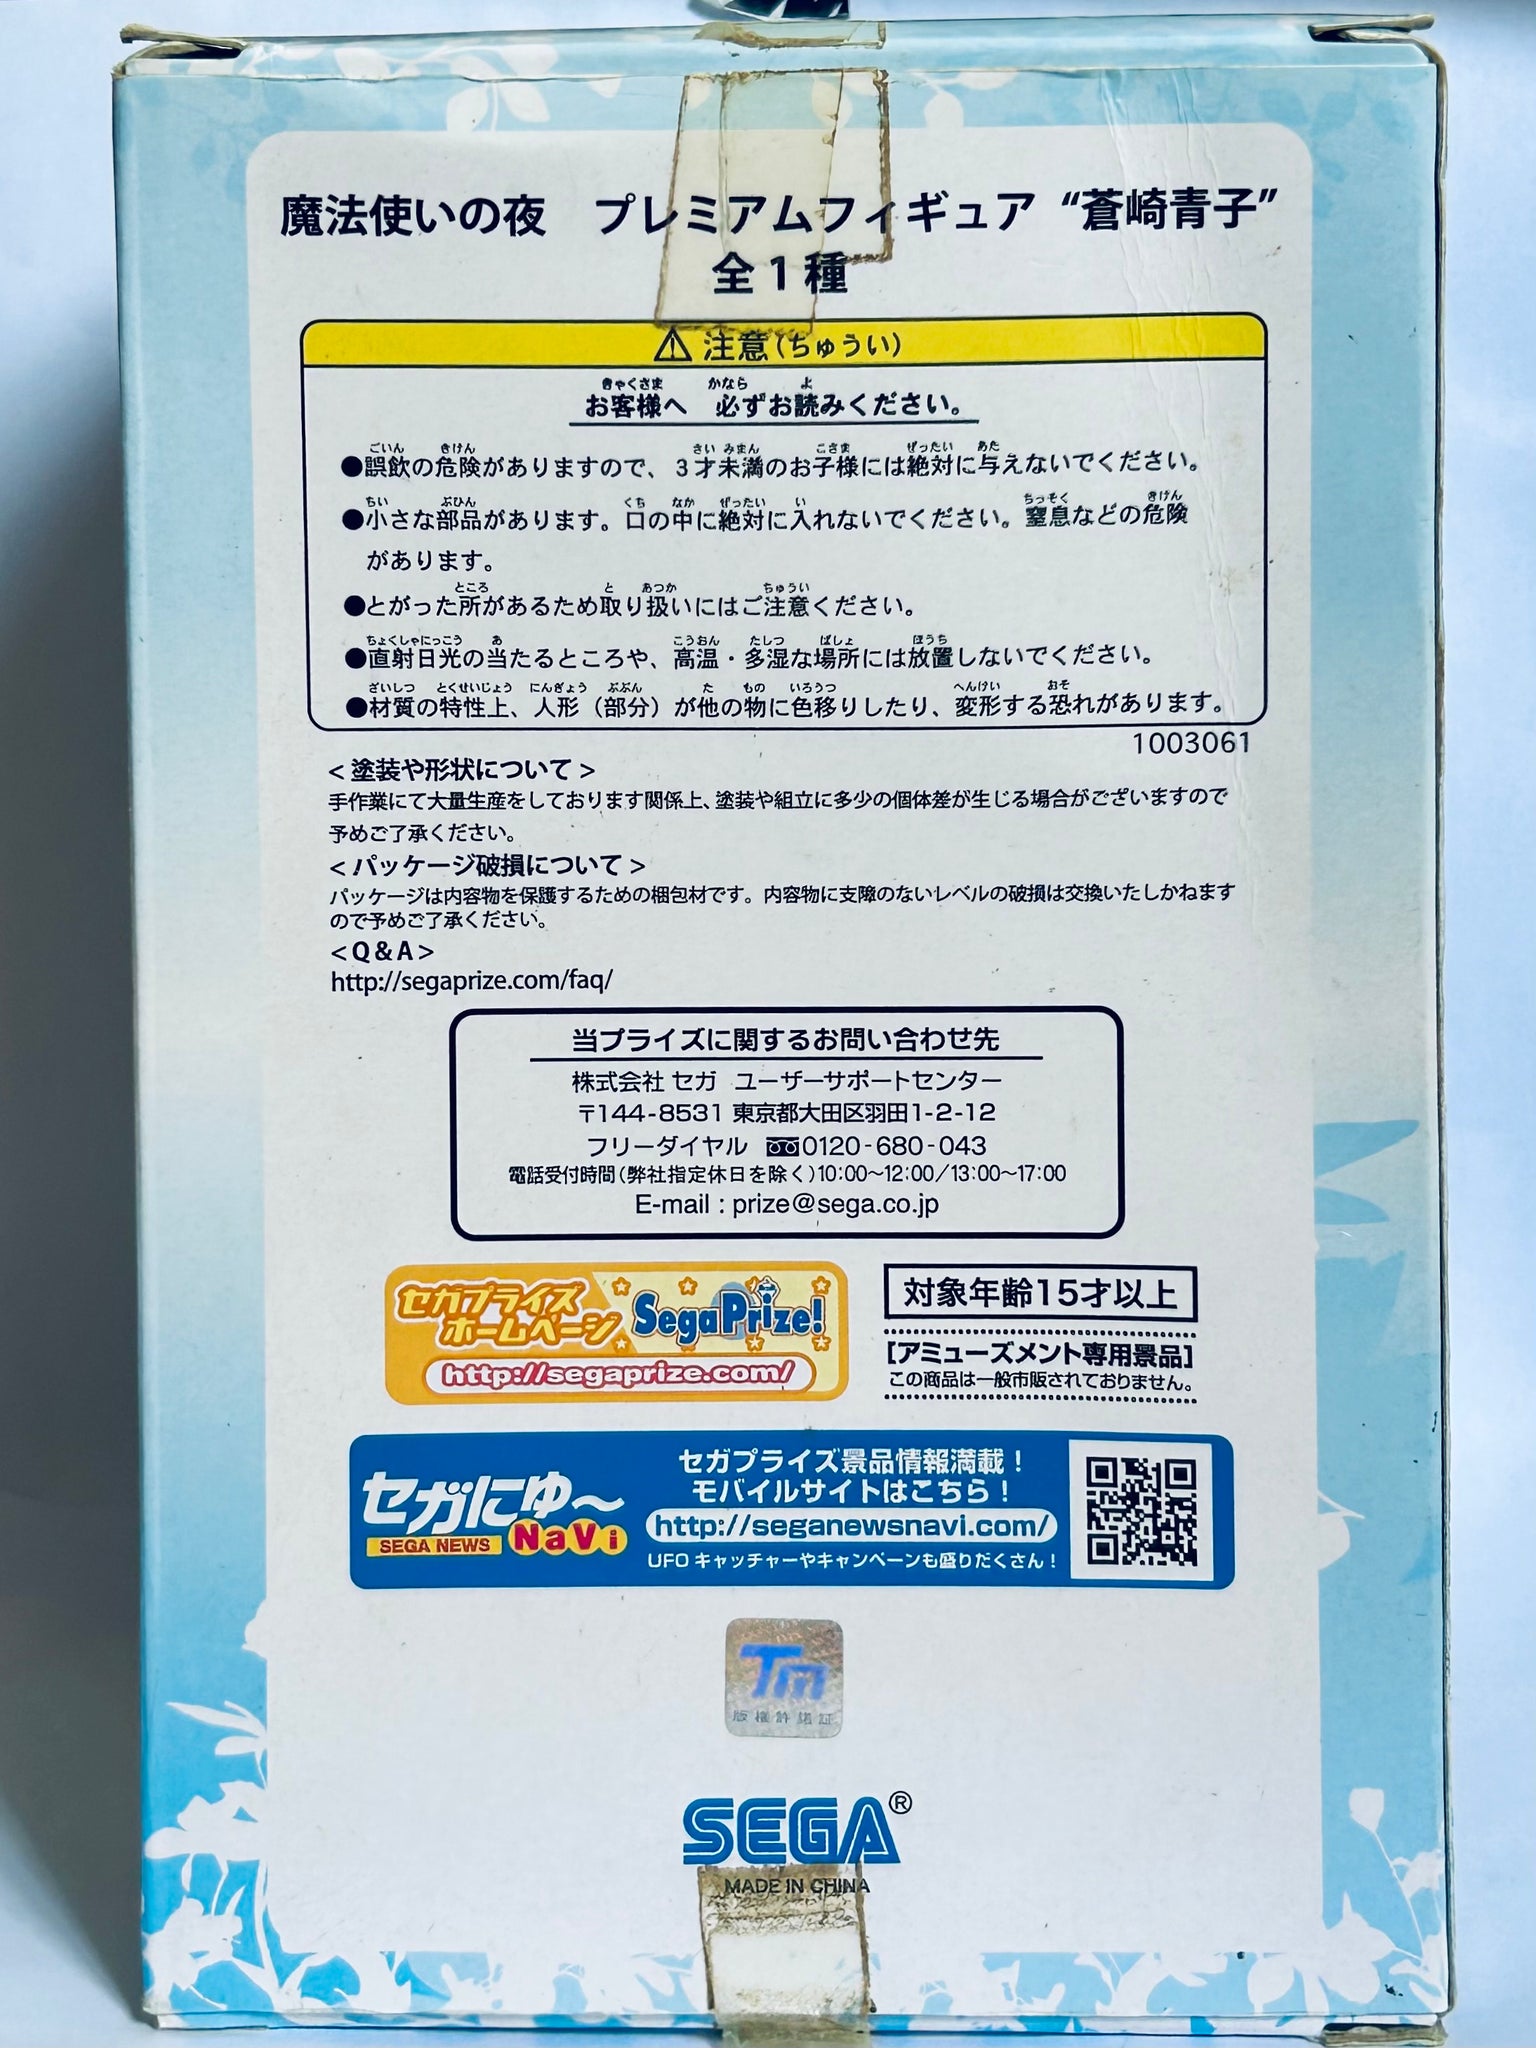 魔法使いの夜　プレミアムフィギュア “蒼崎青子”
全１種
⚠ 注意(ちゅうい)
お客様へ　必ずお読みください。
●誤飲の危険がありますので、３才未満のお子様には絶対に与えないでください。
●小さな部品があります。口の中に絶対に入れないでください。窒息などの危険
があります。
●とがった所があるため取り扱いにはご注意ください。
●直射日光の当たるところや、高温・多湿な場所には放置しないでください。
●材質の特性上、人形（部分）が他の物に色移りしたり、変形する恐れがあります。
1003061
＜塗装や形状について＞
手作業にて大量生産をしております関係上、塗装や組立に多少の個体差が生じる場合がございますので
予めご了承ください。
＜パッケージ破損について＞
パッケージは内容物を保護するための梱包材です。内容物に支障のないレベルの破損は交換いたしかねます
ので予めご了承ください。
＜Q＆A＞
http://segaprize.com/faq/
当プライズに関するお問い合わせ先
株式会社 セガ　ユーザーサポートセンター
〒144-8531 東京都大田区羽田1-2-12
フリーダイヤル　0120-680-043
電話受付時間（弊社指定休日を除く）10:00～12:00／13:00～17:00
E-mail : prize@sega.co.jp
セガプライズ
ホームページ
SegaPrize!
http://segaprize.com/
対象年齢15才以上
［アミューズメント専用景品］
この商品は一般市販されておりません。
セガにゅ～
SEGA NEWS NaVi
セガプライズ景品情報満載！
モバイルサイトはこちら！
http://seganewsnavi.com/
UFOキャッチャーやキャンペーンも盛りだくさん！
Tm
版権許諾証
SEGA®
MADE IN CHINA